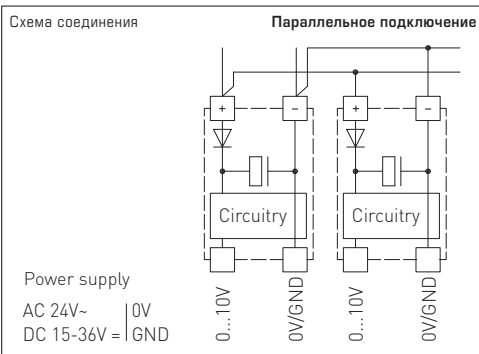 Схема соединения
Параллельное подключение
+ − + −
Circuitry Circuitry
Power supply
AC 24V~ 0V
DC 15-36V = GND
0...10V
0V/GND
0...10V
0V/GND